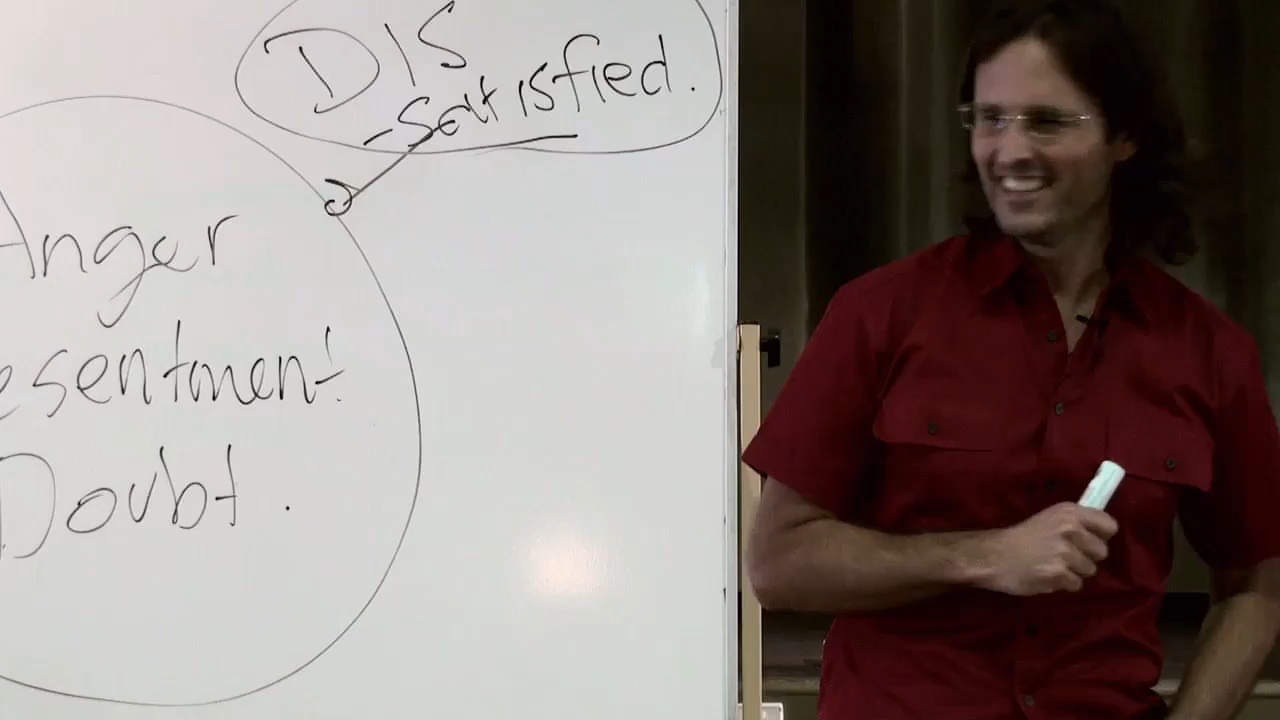 DIS
-Satisfied.
Anger
esentment.
Doubt.